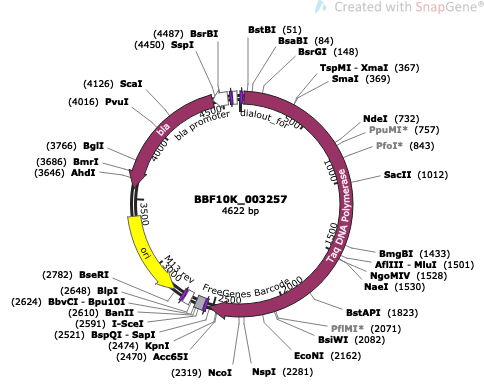 Created with SnapGene®
(4487) BsrBI
(4450) SspI
BstBI (51)
BsaBI (84)
BsrGI (148)
TspMI - XmaI (367)
SmaI (369)
(4126) ScaI
(4016) PvuI
NdeI (732)
PpuMI* (757)
PfoI* (843)
SacII (1012)
(3766) BglI
(3686) BmrI
(3646) AhdI
BmgBI (1433)
AflIII - MluI (1501)
NgoMIV (1528)
NaeI (1530)
BstAPI (1823)
PflMI* (2071)
BsiWI (2082)
EcoNI (2162)
NspI (2281)
(2319) NcoI
(2782) BseRI
(2648) BlpI
(2624) BbvCI - Bpu10I
(2610) BanII
(2591) I-SceI
(2521) BspQI - SapI
(2474) KpnI
(2470) Acc65I
BBF10K_003257
4622 bp
bla
bla promoter
dialout_for
Taq DNA Polymerase
FreeGenes Barcode
M13 rev
ori
500
1000
1500
2000
2500
3000
3500
4000
4500